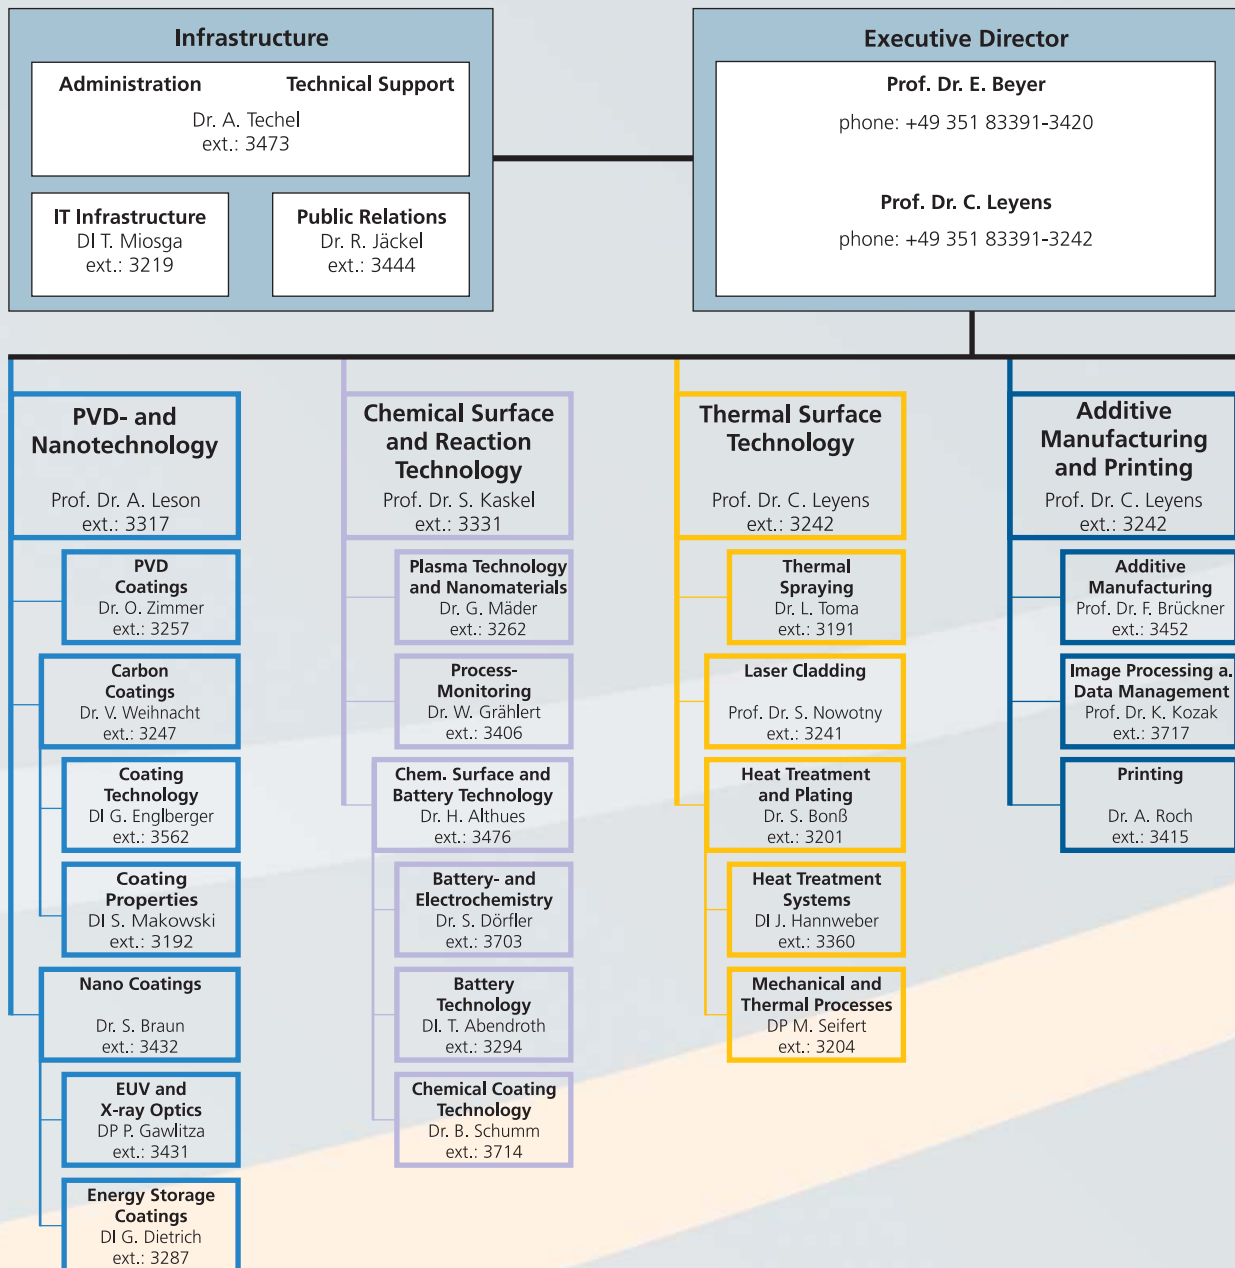 Infrastructure
Administration
Technical Support
Dr. A. Techel
ext.: 3473
IT Infrastructure
DI T. Miosga
ext.: 3219
Public Relations
Dr. R. Jäckel
ext.: 3444
Executive Director
Prof. Dr. E. Beyer
phone: +49 351 83391-3420
Prof. Dr. C. Leyens
phone: +49 351 83391-3242
PVD- and
Nanotechnology
Prof. Dr. A. Leson
ext.: 3317
PVD
Coatings
Dr. O. Zimmer
ext.: 3257
Carbon
Coatings
Dr. V. Weihnacht
ext.: 3247
Coating
Technology
DI G. Englberger
ext.: 3562
Coating
Properties
DI S. Makowski
ext.: 3192
Nano Coatings
Dr. S. Braun
ext.: 3432
EUV and
X-ray Optics
DP P. Gawlitza
ext.: 3431
Energy Storage
Coatings
DI G. Dietrich
ext.: 3287
Chemical Surface
and Reaction
Technology
Prof. Dr. S. Kaskel
ext.: 3331
Plasma Technology
and Nanomaterials
Dr. G. Mäder
ext.: 3262
Process-
Monitoring
Dr. W. Grählert
ext.: 3406
Chem. Surface and
Battery Technology
Dr. H. Althues
ext.: 3476
Battery- and
Electrochemistry
Dr. S. Dörfler
ext.: 3703
Battery
Technology
DI. T. Abendroth
ext.: 3294
Chemical Coating
Technology
Dr. B. Schumm
ext.: 3714
Thermal Surface
Technology
Prof. Dr. C. Leyens
ext.: 3242
Thermal
Spraying
Dr. L. Toma
ext.: 3191
Laser Cladding
Prof. Dr. S. Nowotny
ext.: 3241
Heat Treatment
and Plating
Dr. S. Bonß
ext.: 3201
Heat Treatment
Systems
DI J. Hannweber
ext.: 3360
Mechanical and
Thermal Processes
DP M. Seifert
ext.: 3204
Additive
Manufacturing
and Printing
Prof. Dr. C. Leyens
ext.: 3242
Additive
Manufacturing
Prof. Dr. F. Brückner
ext.: 3452
Image Processing a.
Data Management
Prof. Dr. K. Kozak
ext.: 3717
Printing
Dr. A. Roch
ext.: 3415